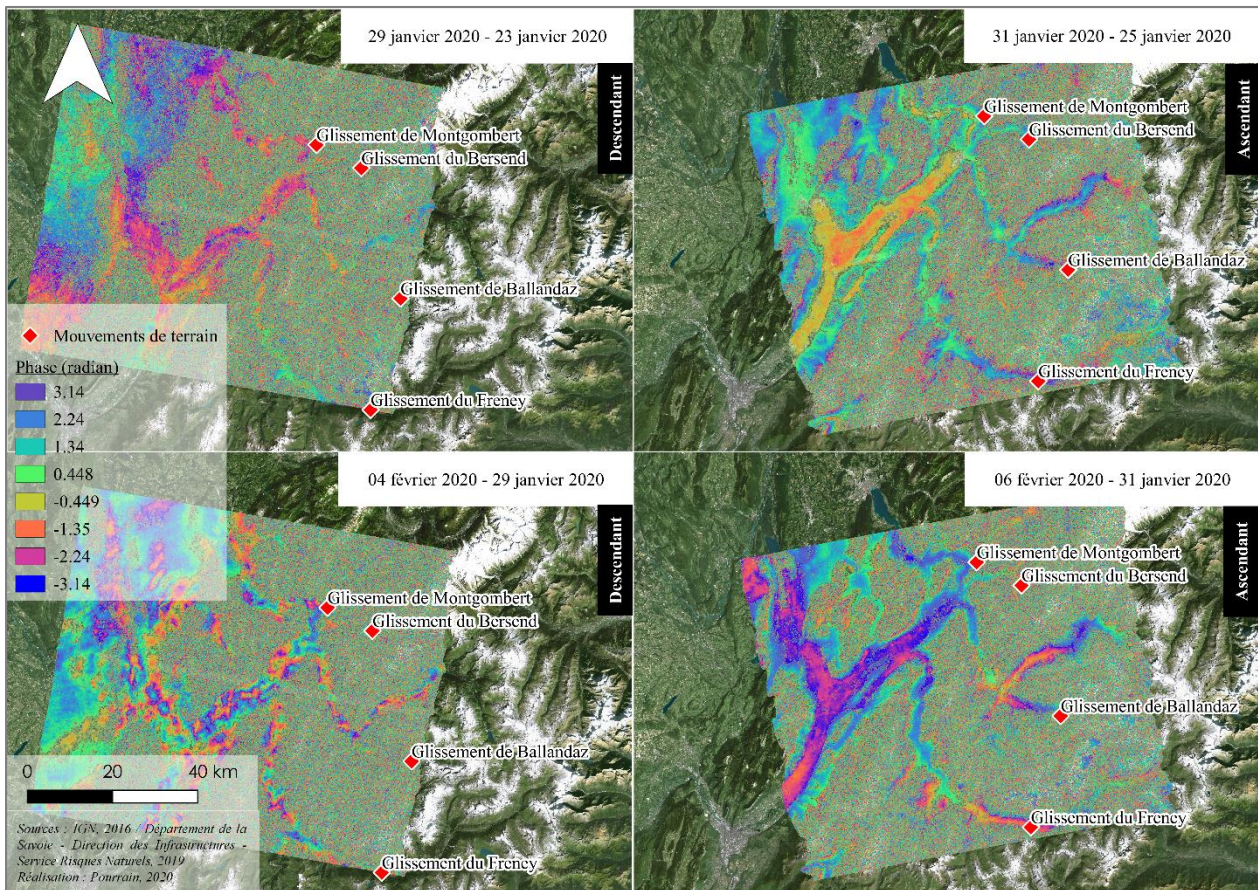 29 janvier 2020 - 23 janvier 2020
Descendant
Glissement de Montgombert
Glissement du Bersend
Glissement de Ballandaz
Glissement du Freney
31 janvier 2020 - 25 janvier 2020
Ascendant
Glissement de Montgombert
Glissement du Bersend
Glissement de Ballandaz
Glissement du Freney
Mouvements de terrain
Phase (radian)
3.14
2.24
1.34
0.448
-0.449
-1.35
-2.24
-3.14
04 février 2020 - 29 janvier 2020
Descendant
Glissement de Montgombert
Glissement du Bersend
Glissement de Ballandaz
Glissement du Freney
06 février 2020 - 31 janvier 2020
Ascendant
Glissement de Montgombert
Glissement du Bersend
Glissement de Ballandaz
Glissement du Freney
0 20 40 km
Sources : IGN, 2016 / Département de la
Savoie - Direction des Infrastructures -
Service Risques Naturels, 2019
Réalisation : Pourrain, 2020